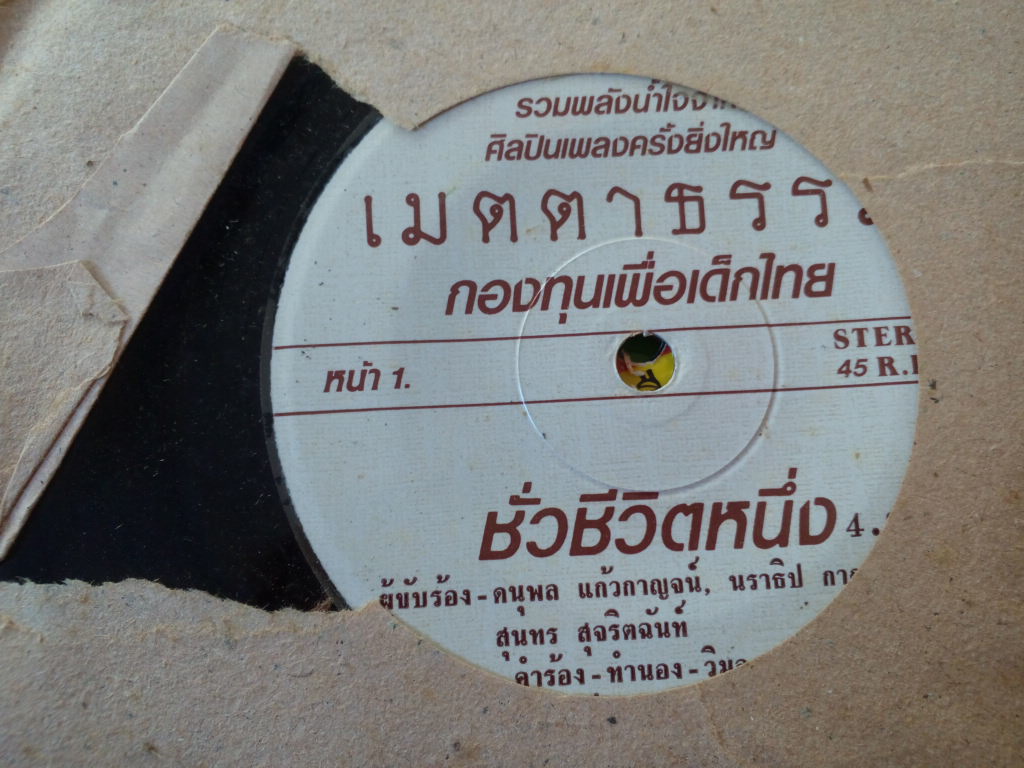 รวมพลังน้ำใจจาก
ศิลปินเพลงครั้งยิ่งใหญ่
เมตตาธรร
กองทุนเพื่อเด็กไทย
หน้า 1.
STER
45 R.
ชั่วชีวิตหนึ่ง 4.
ผู้ขับร้อง - ดนุพล แก้วกาญจน์, นราธิป กา
สุนทร สุจริตฉันท์
คำร้อง - ทำนอง - วิม